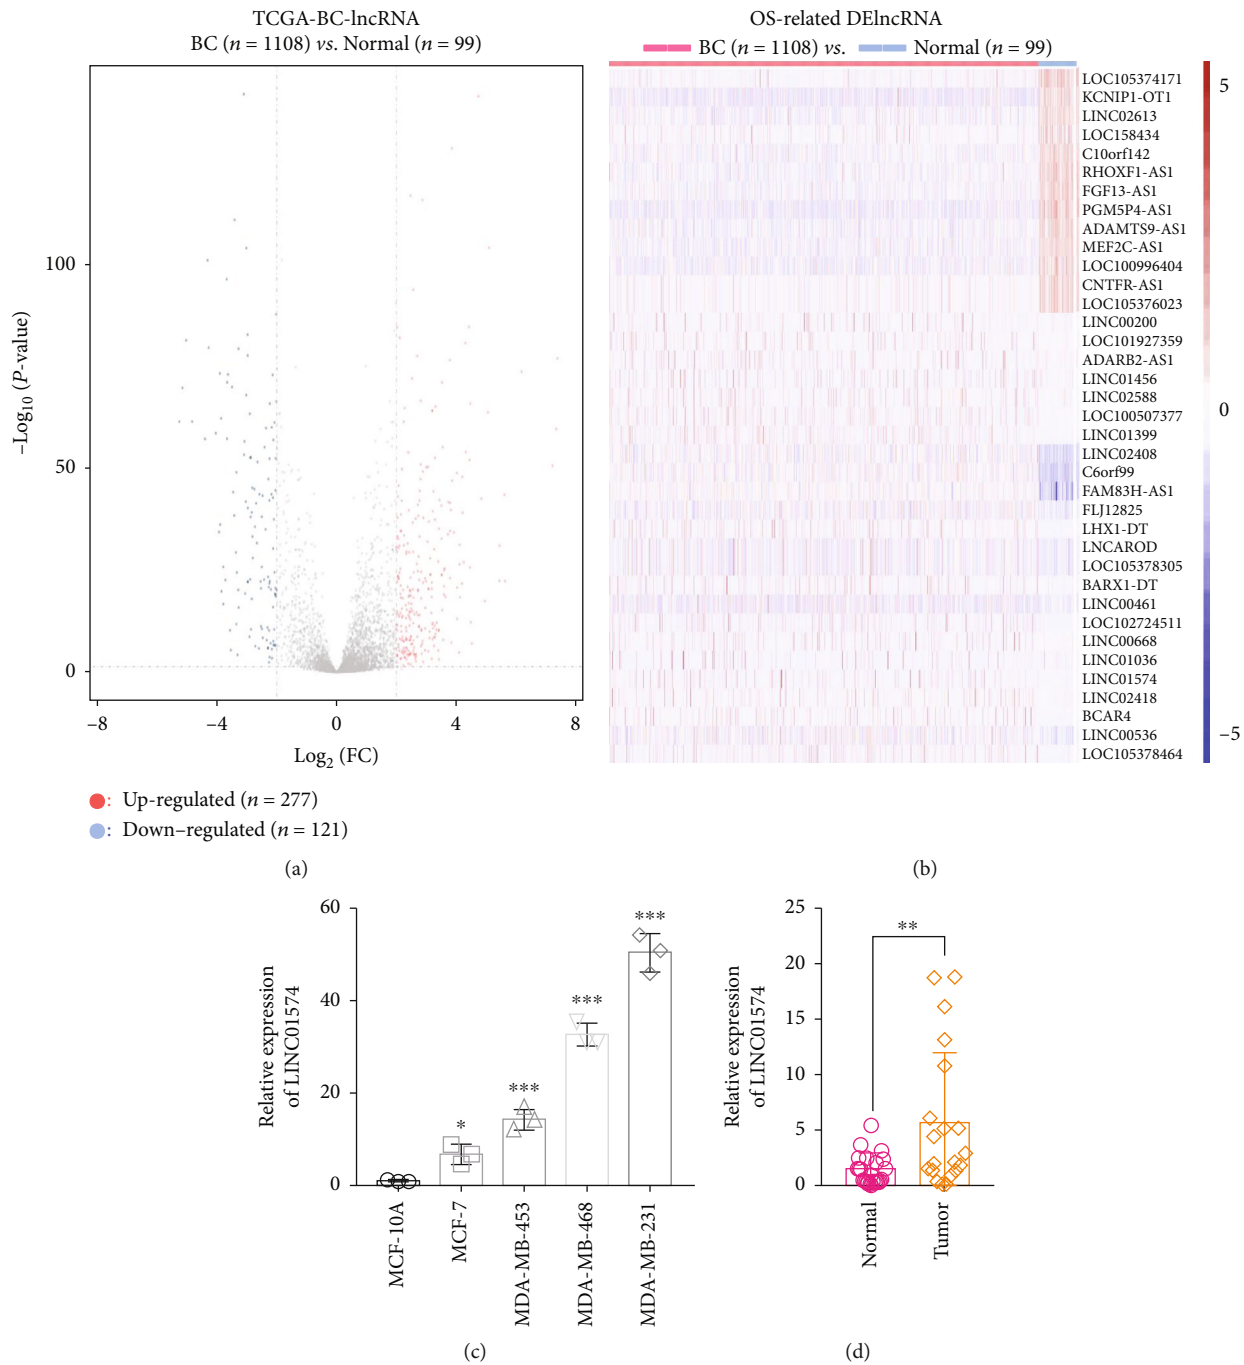 TCGA-BC-lncRNA
BC (n = 1108) vs. Normal (n = 99)
−Log10 (P-value)
100
50
0
−8
−4
0
4
8
Log2 (FC)
: Up-regulated (n = 277)
: Down–regulated (n = 121)
(a)
OS-related DElncRNA
BC (n = 1108) vs. Normal (n = 99)
LOC105374171
KCNIP1-OT1
LINC02613
LOC158434
C10orf142
RHOXF1-AS1
FGF13-AS1
PGM5P4-AS1
ADAMTS9-AS1
MEF2C-AS1
LOC100996404
CNTFR-AS1
LOC105376023
LINC00200
LOC101927359
ADARB2-AS1
LINC01456
LINC02588
LOC100507377
LINC01399
LINC02408
C6orf99
FAM83H-AS1
FLJ12825
LHX1-DT
LNCAROD
LOC105378305
BARX1-DT
LINC00461
LOC102724511
LINC00668
LINC01036
LINC01574
LINC02418
BCAR4
LINC00536
LOC105378464
5
0
−5
(b)
Relative expression
of LINC01574
60
40
20
0
*
***
***
***
MCF-10A
MCF-7
MDA-MB-453
MDA-MB-468
MDA-MB-231
(c)
Relative expression
of LINC01574
25
20
15
10
5
0
**
Normal
Tumor
(d)